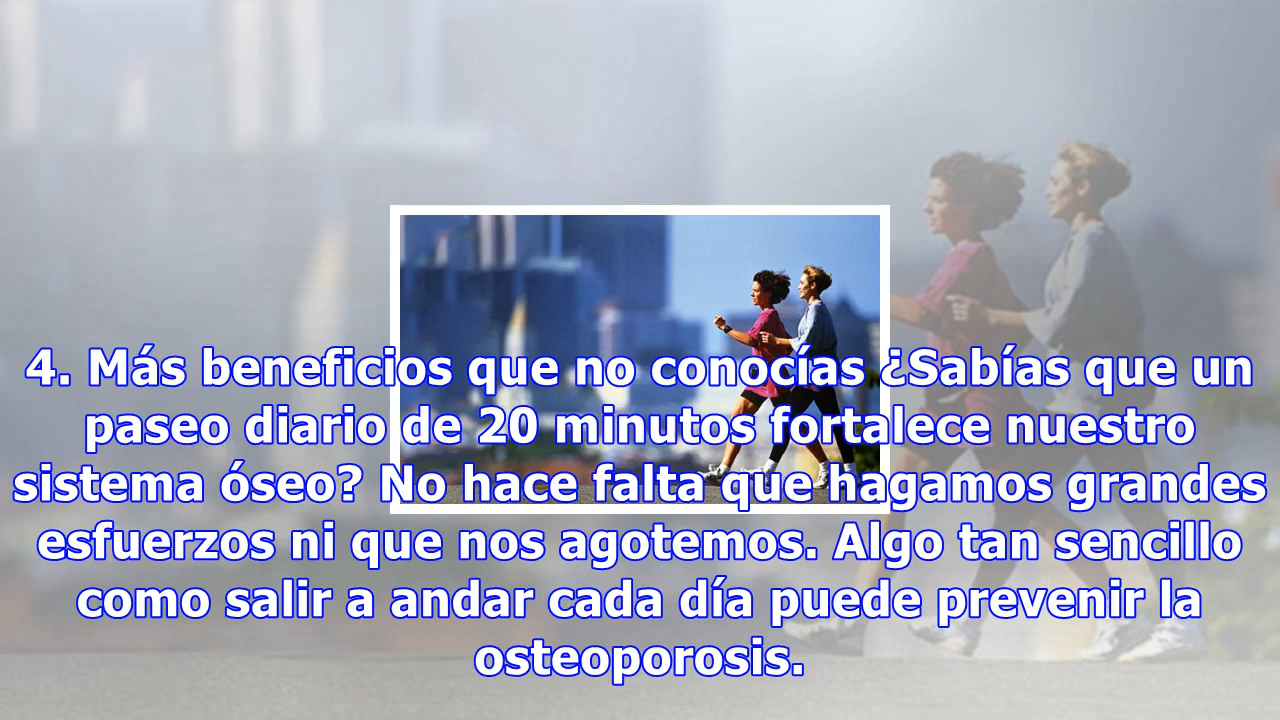 4. Más beneficios que no conocías ¿Sabías que un
paseo diario de 20 minutos fortalece nuestro
sistema óseo? No hace falta que hagamos grandes
esfuerzos ni que nos agotemos. Algo tan sencillo
como salir a andar cada día puede prevenir la
osteoporosis.